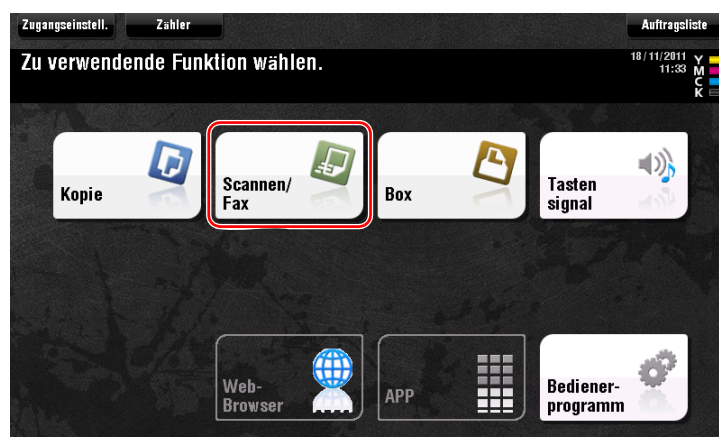 Zugangseinstell. Zähler Auftragsliste
Zu verwendende Funktion wählen.
18/11/2011
11:33
Y
M
C
K
Kopie
Scannen/
Fax
Box
Tasten
signal
Web-
Browser
APP
Bediener-
programm